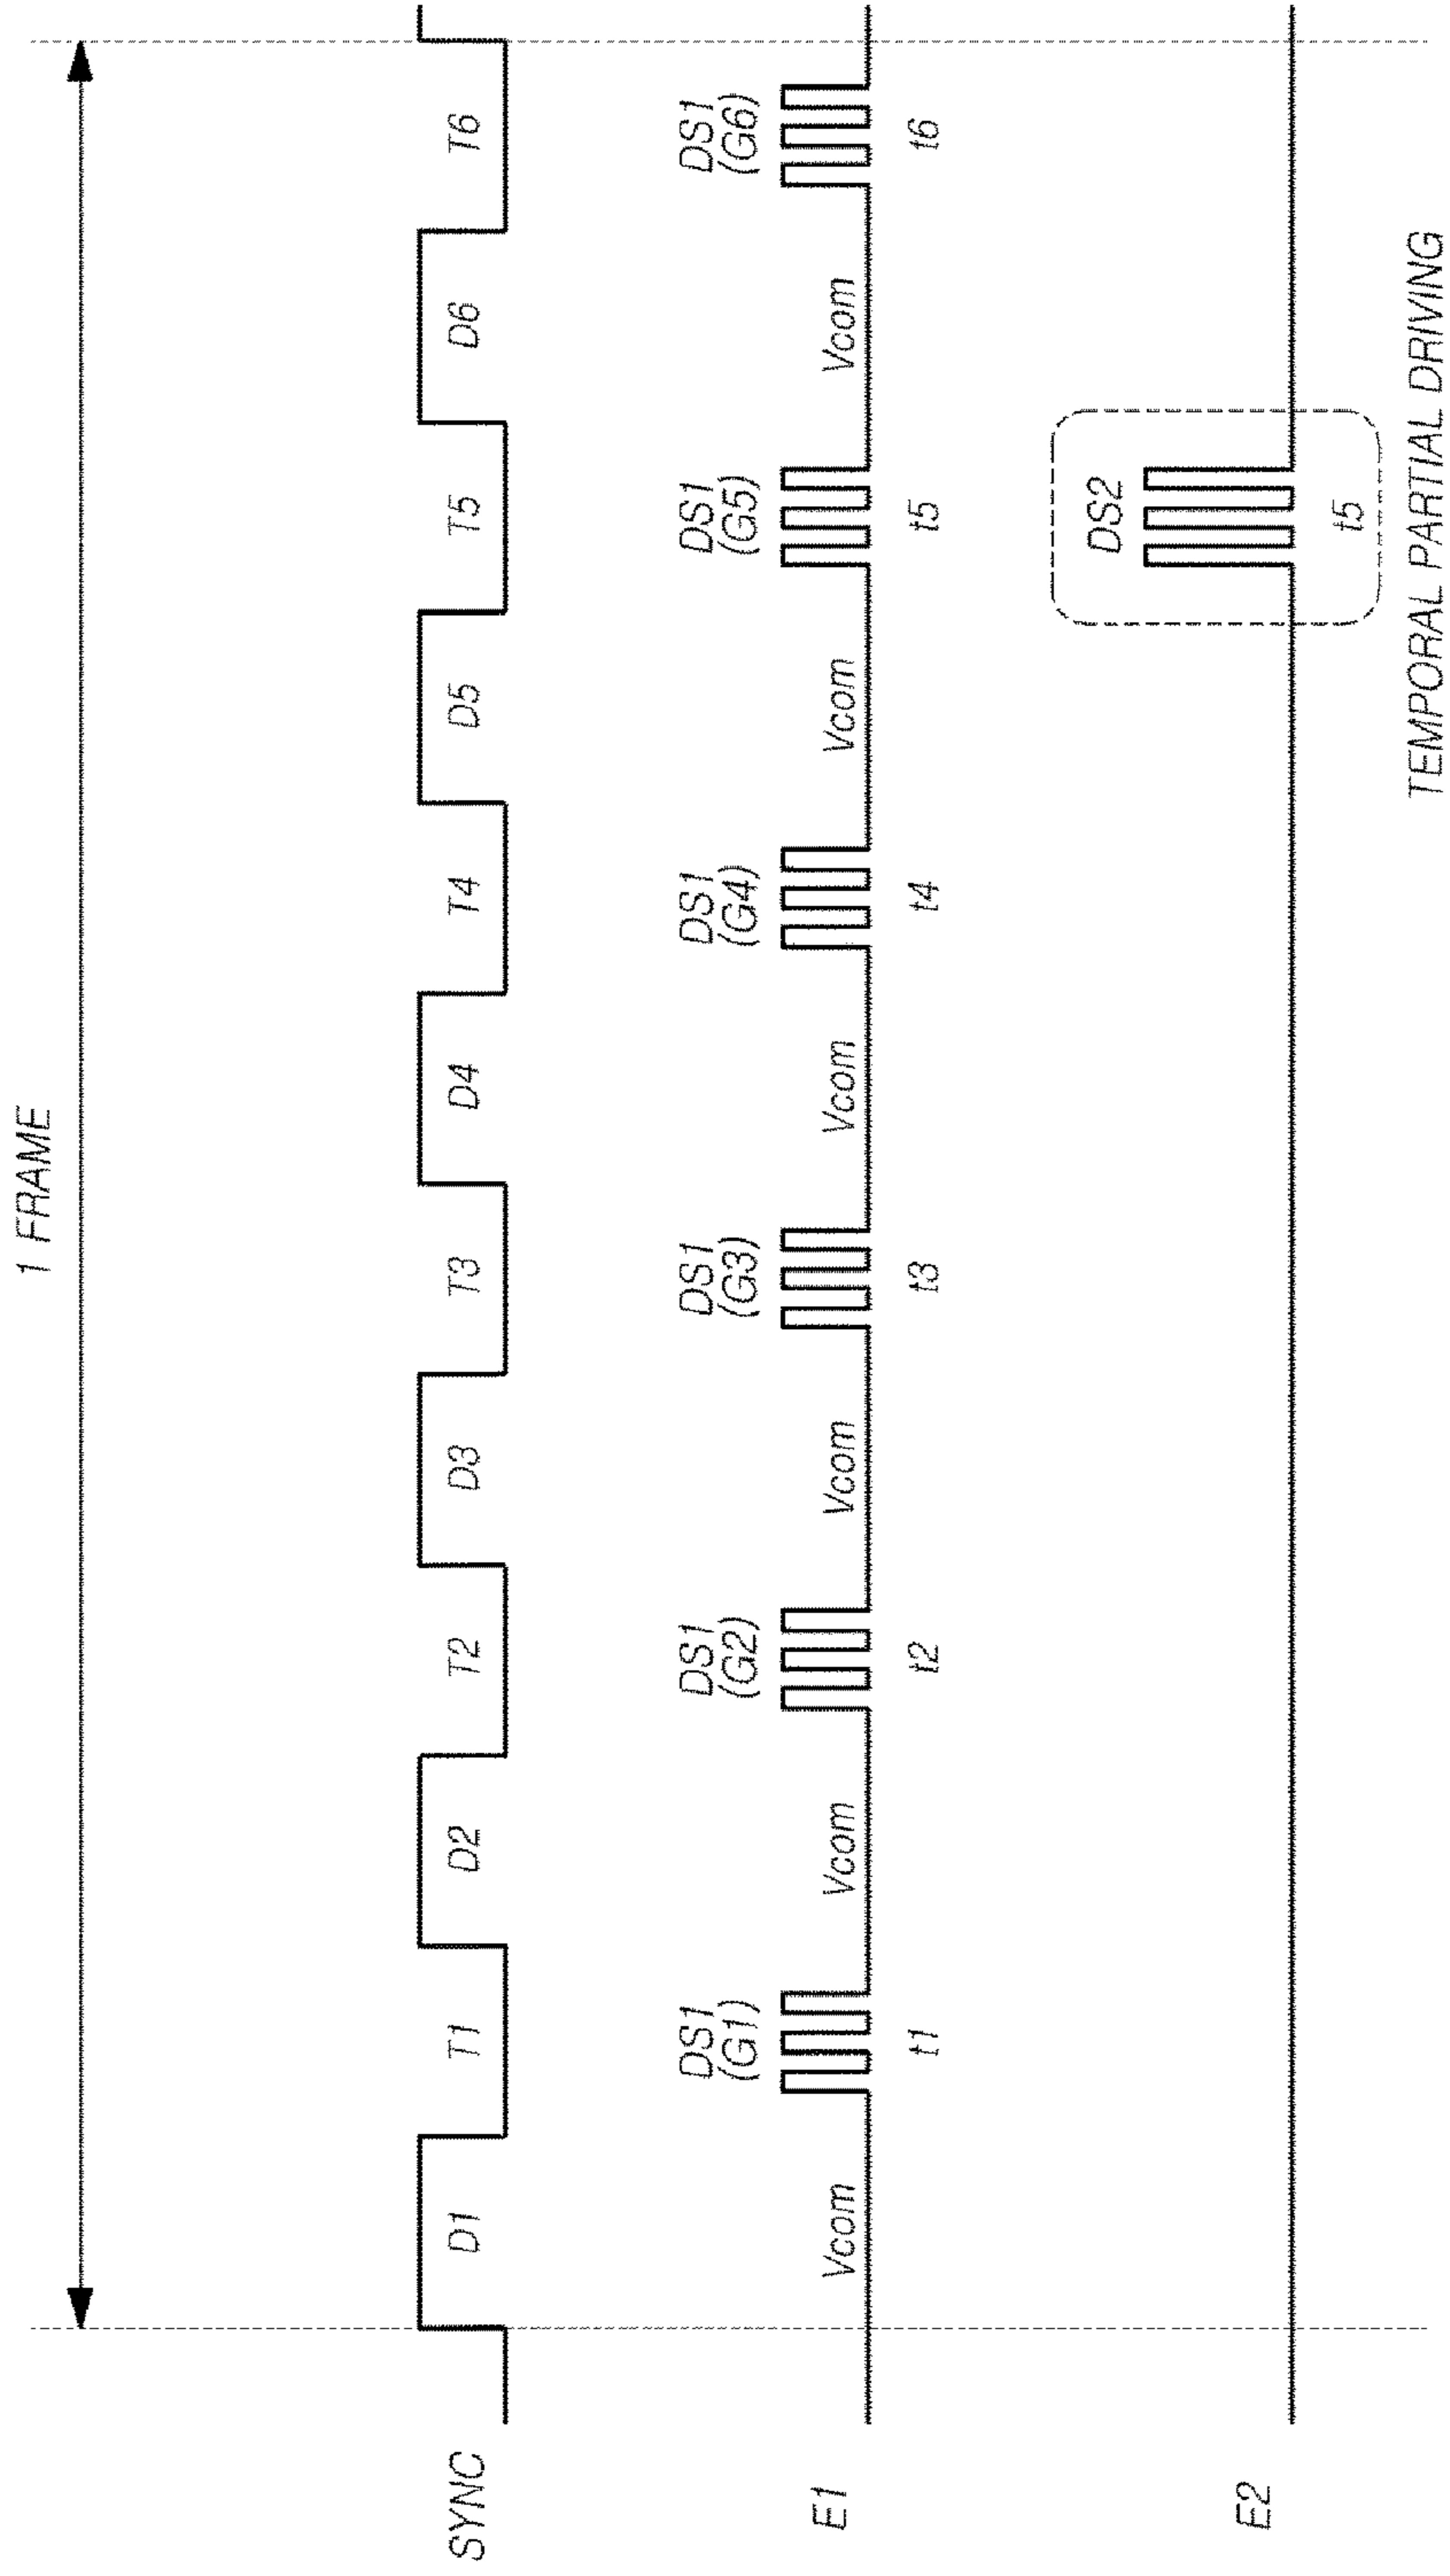 1 FRAME
SYNC D1 T1 D2 T2 D3 T3 D4 T4 D5 T5 D6 T6
DS1 DS1 DS1 DS1 DS1 DS1
(G1) (G2) (G3) (G4) (G5) (G6)
E1 Vcom Vcom Vcom Vcom Vcom Vcom
t1 t2 t3 t4 t5 t6
DS2
E2
t5
TEMPORAL PARTIAL DRIVING